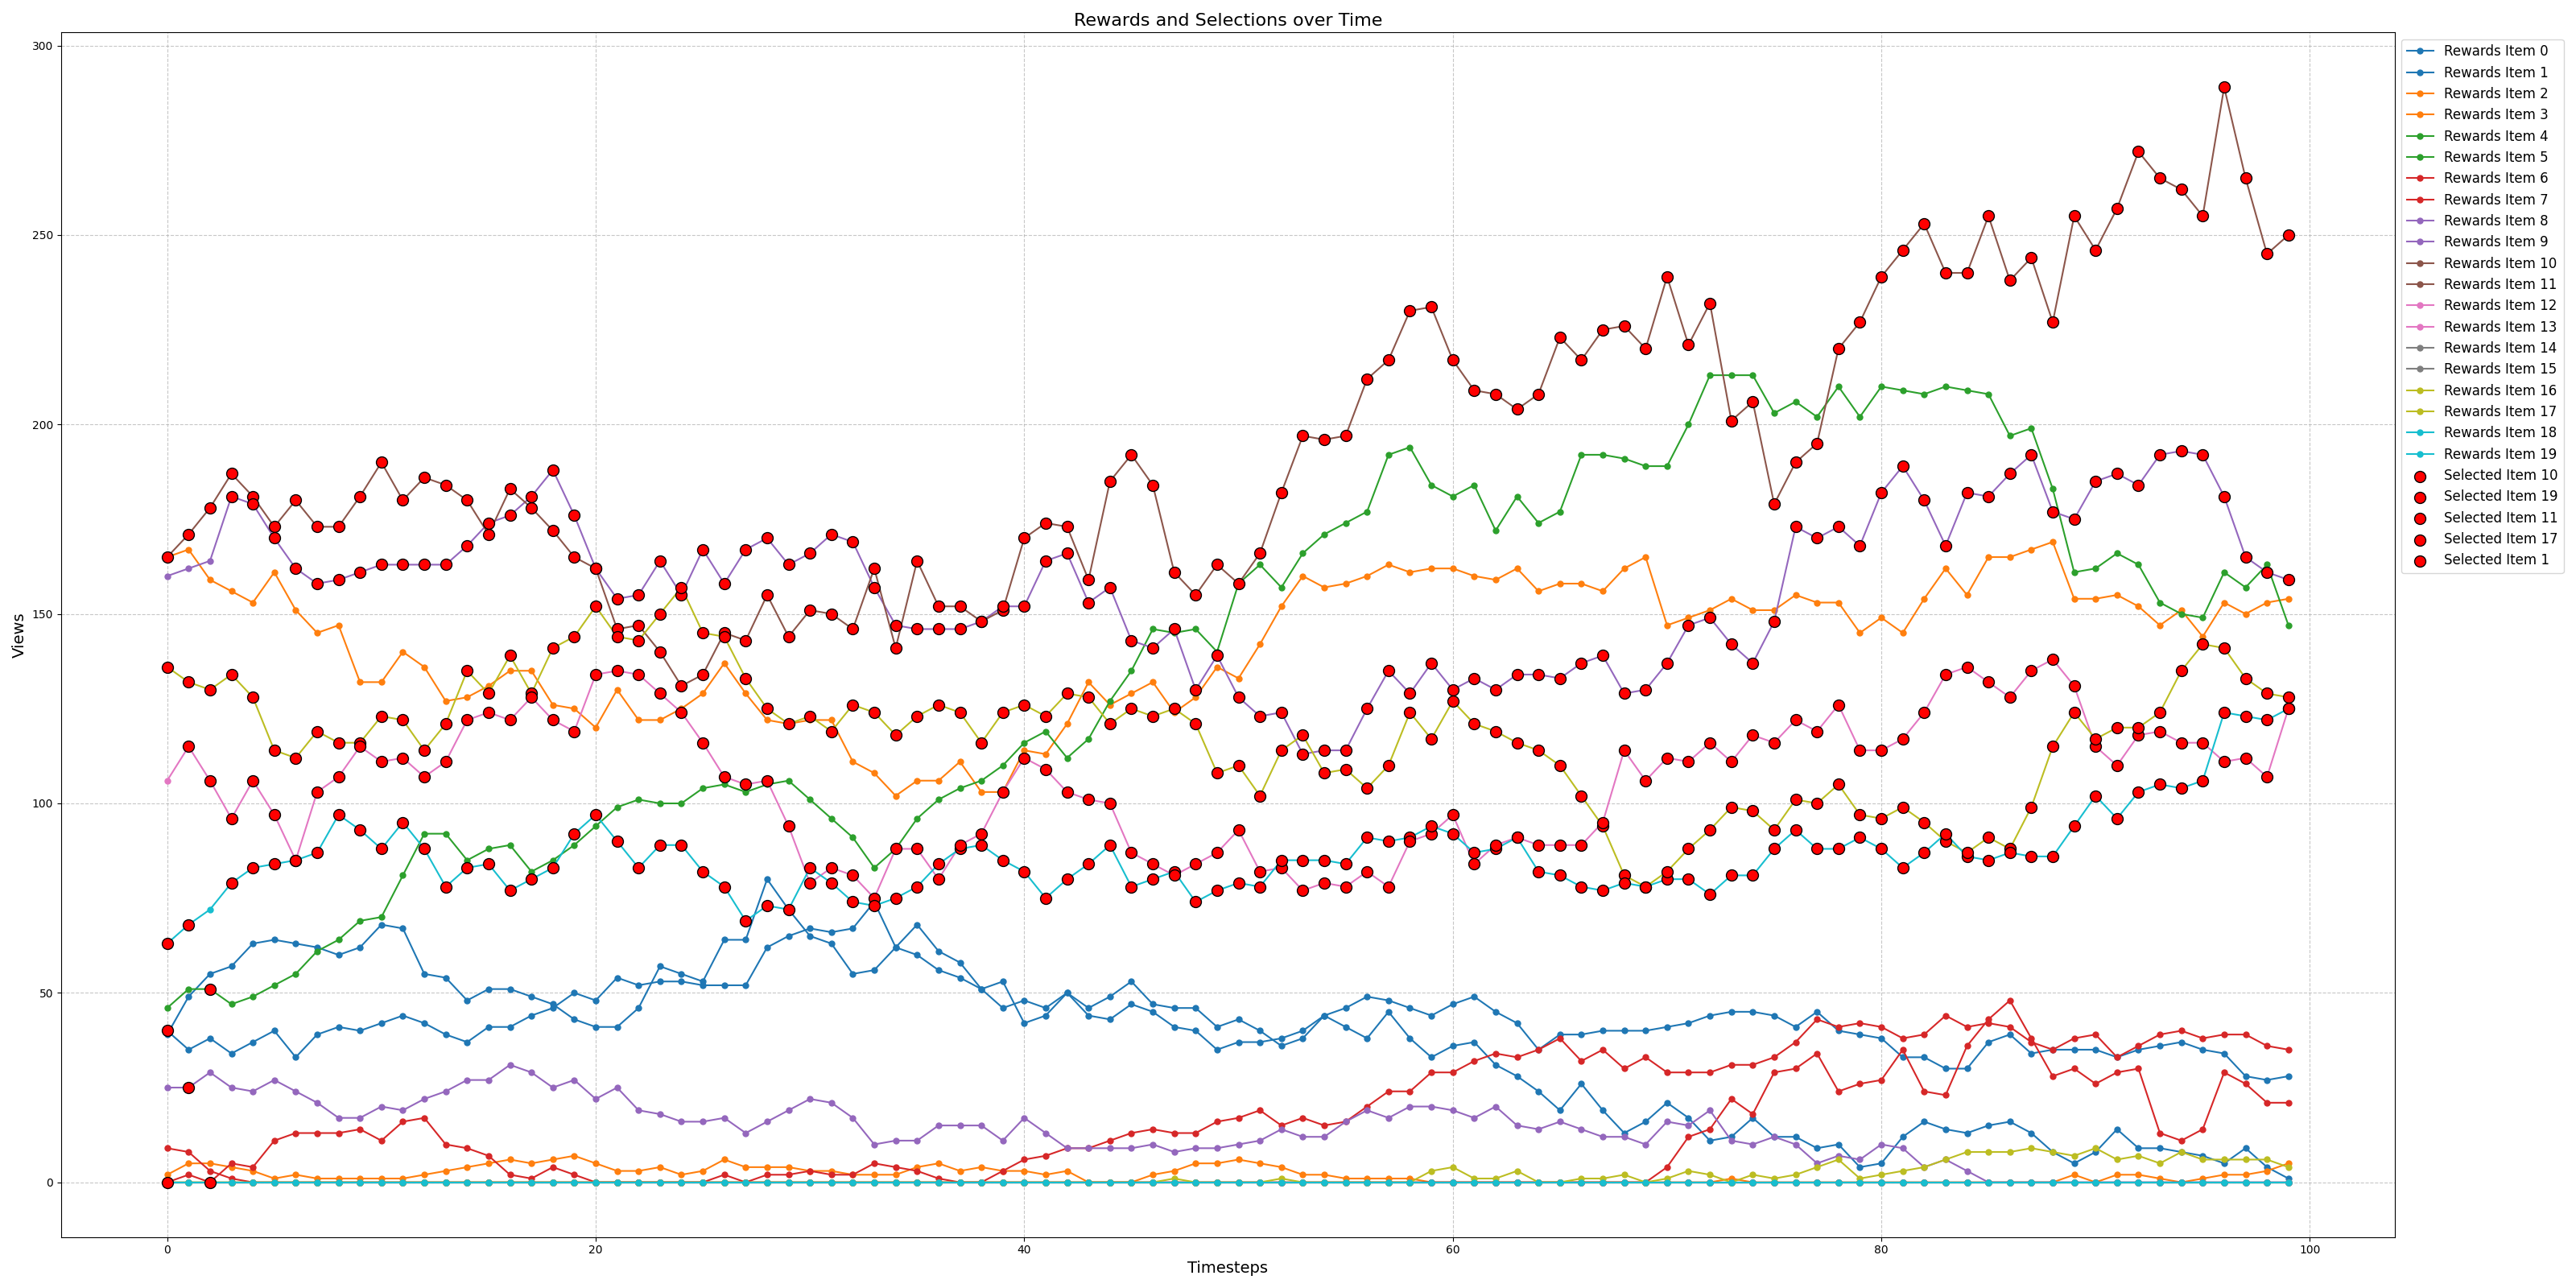 Rewards and Selections over Time
Views
300
250
200
150
100
50
0
0
20
40
60
80
100
Timesteps
Rewards Item 0
Rewards Item 1
Rewards Item 2
Rewards Item 3
Rewards Item 4
Rewards Item 5
Rewards Item 6
Rewards Item 7
Rewards Item 8
Rewards Item 9
Rewards Item 10
Rewards Item 11
Rewards Item 12
Rewards Item 13
Rewards Item 14
Rewards Item 15
Rewards Item 16
Rewards Item 17
Rewards Item 18
Rewards Item 19
Selected Item 10
Selected Item 19
Selected Item 11
Selected Item 17
Selected Item 1